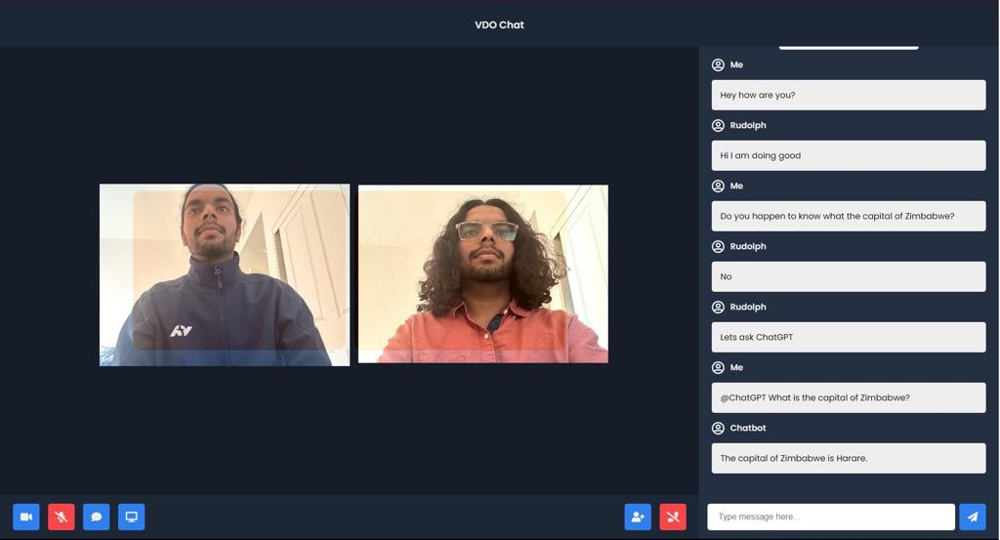 VDO Chat
Me
Hey how are you?
Rudolph
Hi I am doing good
Me
Do you happen to know what the capital of Zimbabwe?
Rudolph
No
Rudolph
Lets ask ChatGPT
Me
@ChatGPT What is the capital of Zimbabwe?
Chatbot
The capital of Zimbabwe is Harare.
Type message here...